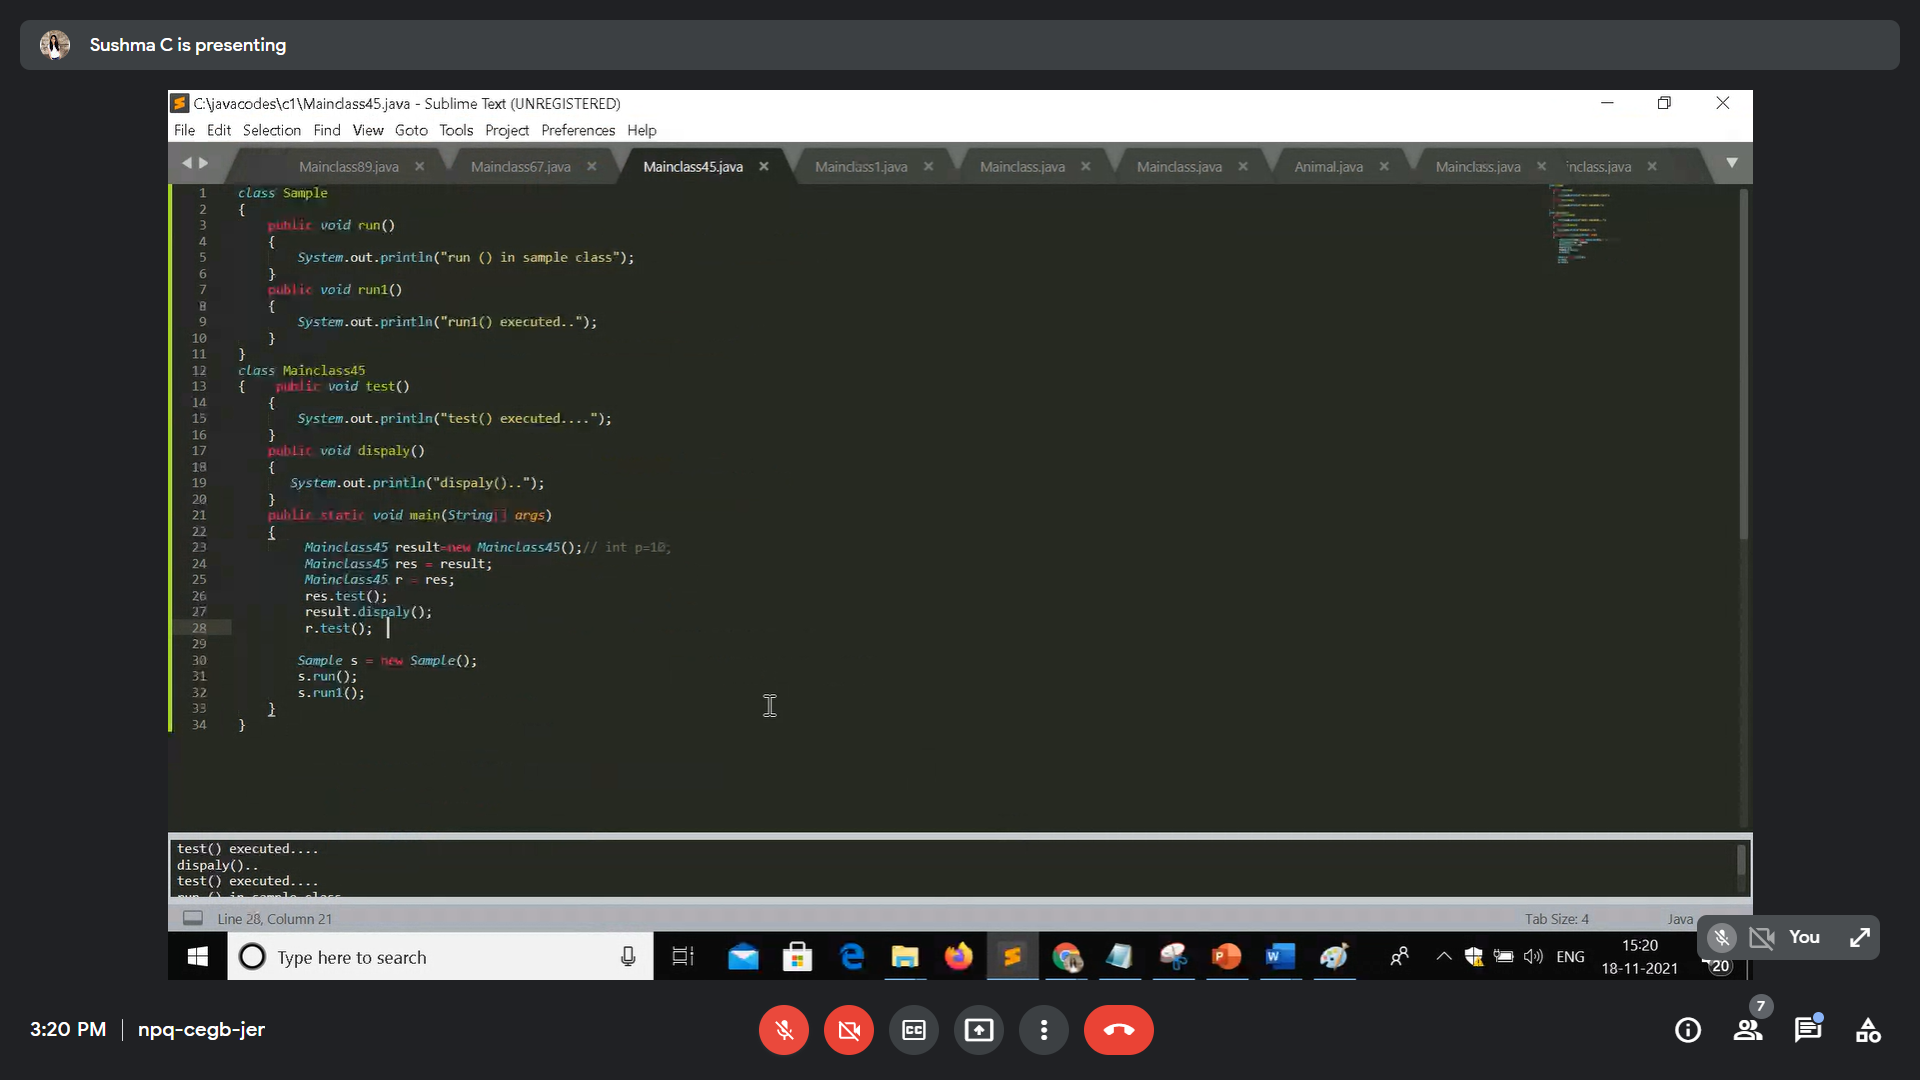 Sushma C is presenting
C:\javacodes\c1\Mainclass45.java - Sublime Text (UNREGISTERED)
File Edit Selection Find View Goto Tools Project Preferences Help
Mainclass89.java Mainclass67.java Mainclass45.java Mainclass1.java Mainclass.java Mainclass.java Animal.java Mainclass.java nclass.java
1 class Sample
2 {
3 public void run()
4 {
5 System.out.println("run () in sample class");
6 }
7 public void run1()
8 {
9 System.out.println("run1() executed..");
10 }
11 }
12 class Mainclass45
13 { public void test()
14 {
15 System.out.println("test() executed....");
16 }
17 public void dispaly()
18 {
19 System.out.println("dispaly()..");
20 }
21 public static void main(String[] args)
22 {
23 Mainclass45 result=new Mainclass45();// int p=10;
24 Mainclass45 res = result;
25 Mainclass45 r = res;
26 res.test();
27 result.dispaly();
28 r.test();
29
30 Sample s = new Sample();
31 s.run();
32 s.run1();
33 }
34 }
test() executed....
dispaly()..
test() executed....
run () in sample class
Line 28, Column 21 Tab Size: 4 Java
Type here to search
ENG 15:20
18-11-2021
20
You
3:20 PM npq-cegb-jer
7